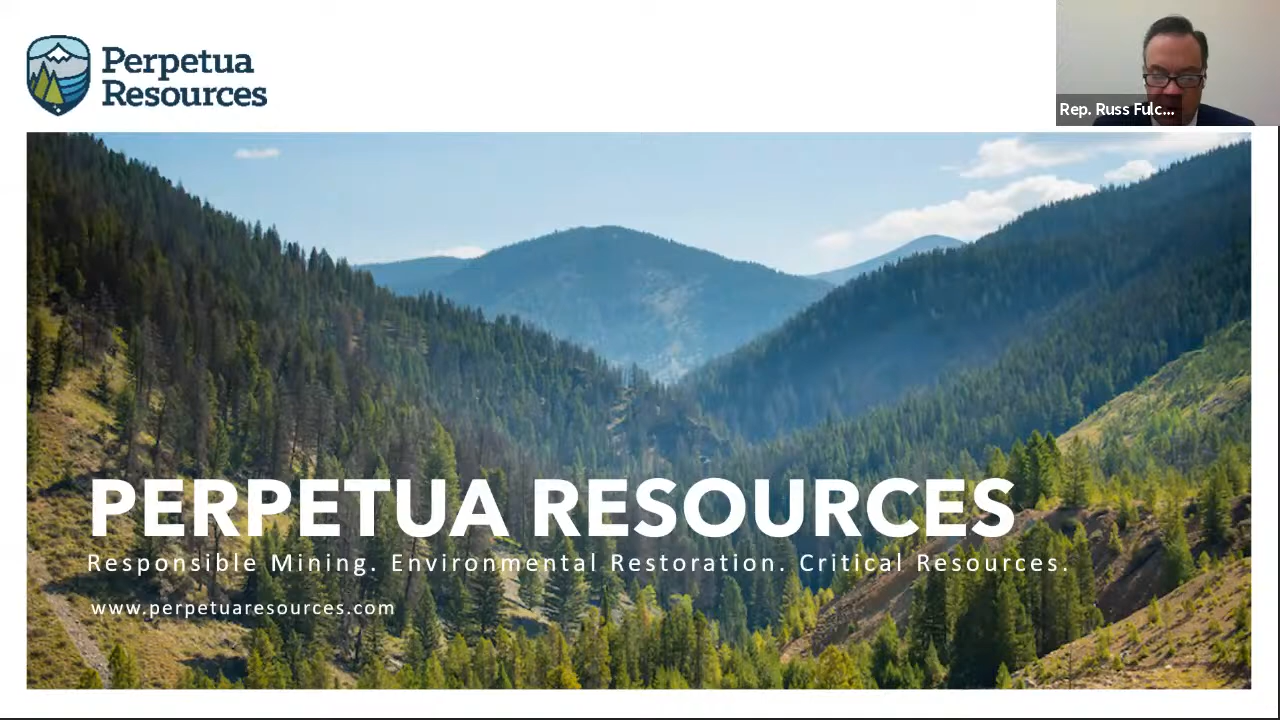 Perpetua
Resources
Rep. Russ Fulc...
PERPETUA RESOURCES
Responsible Mining. Environmental Restoration. Critical Resources.
www.perpetuaresources.com